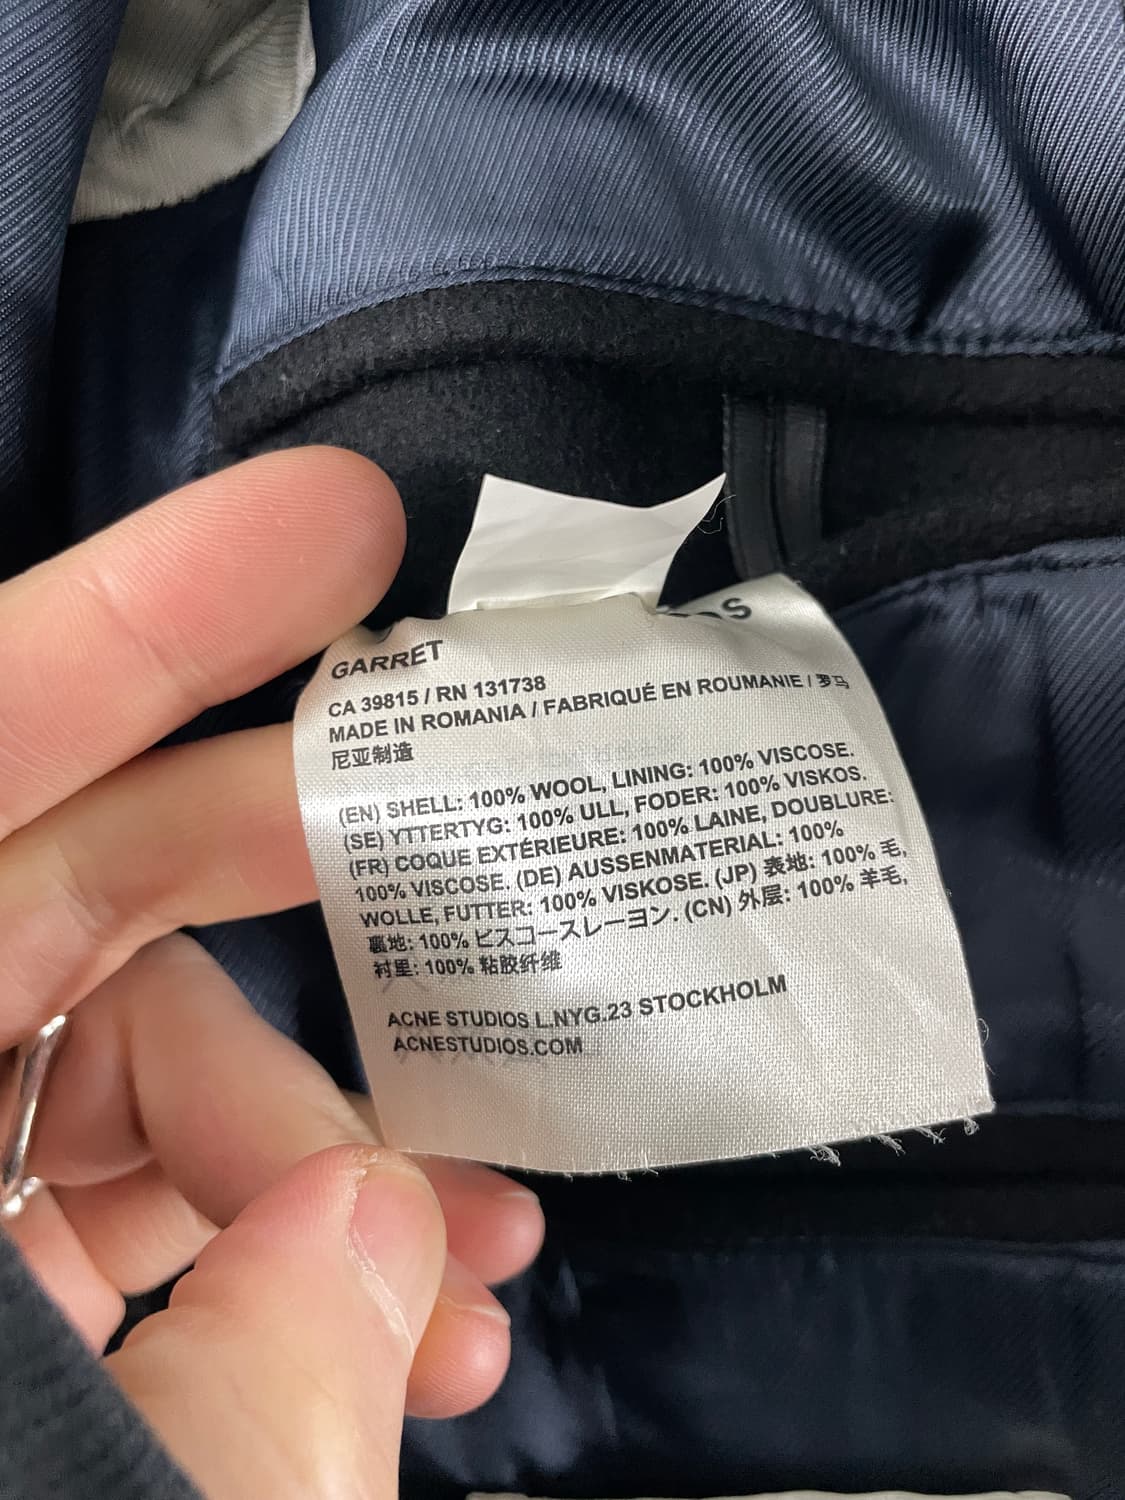 GARRET
CA 39815 / RN 131738
MADE IN ROMANIA / FABRIQUÉ EN ROUMANIE / 罗马
尼亚制造
(EN) SHELL: 100% WOOL, LINING: 100% VISCOSE.
(SE) YTTERTYG: 100% ULL, FODER: 100% VISKOS.
(FR) COQUE EXTÉRIEURE: 100% LAINE, DOUBLURE:
100% VISCOSE. (DE) AUSSENMATERIAL: 100%
WOLLE, FUTTER: 100% VISKOSE. (JP) 表地: 100% 毛,
裏地: 100% ビスコースレーヨン. (CN) 外层: 100% 羊毛,
衬里: 100% 粘胶纤维
ACNE STUDIOS L.NYG.23 STOCKHOLM
ACNESTUDIOS.COM